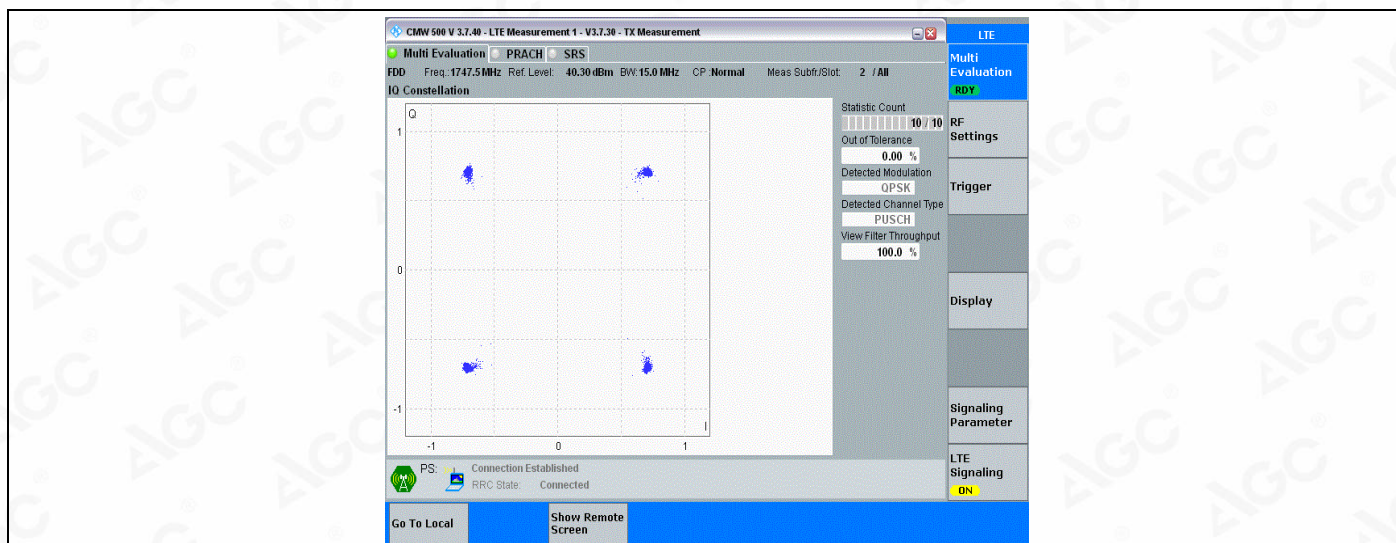 CMW 500 V 3.7.40 - LTE Measurement 1 - V3.7.30 - TX Measurement
LTE
Multi Evaluation PRACH SRS
FDD Freq.:1747.5 MHz Ref. Level: 40.30 dBm BW:15.0 MHz CP :Normal Meas Subfr./Slot: 2 / All
IQ Constellation
Q
1
0
-1
-1 0 1
I
Statistic Count
10 / 10
Out of Tolerance
0.00 %
Detected Modulation
QPSK
Detected Channel Type
PUSCH
View Filter Throughput
100.0 %
Multi
Evaluation
RDY
RF
Settings
Trigger
Display
Signaling
Parameter
LTE
Signaling
ON
PS: Connection Established
RRC State: Connected
Go To Local
Show Remote
Screen
AGC